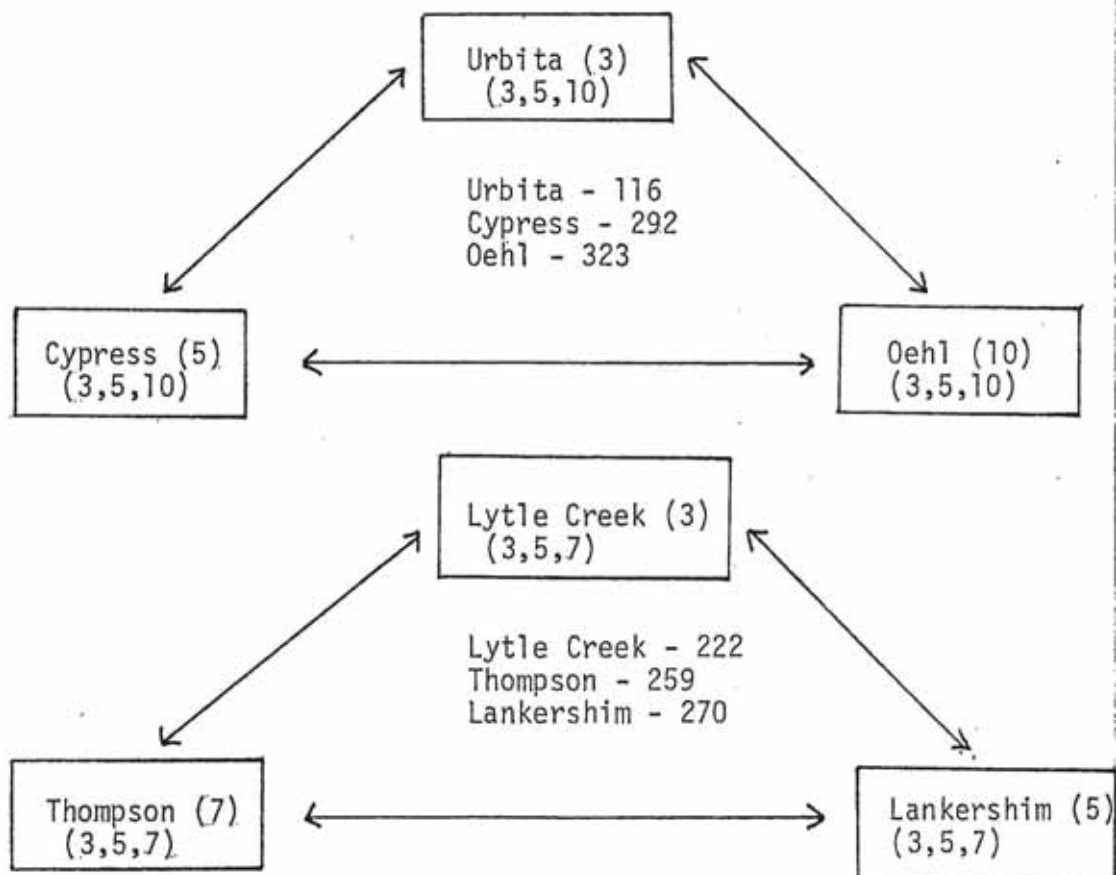 Urbita (3)
(3,5,10)
Urbita - 116
Cypress - 292
Oehl - 323
Cypress (5)
(3,5,10)
Oehl (10)
(3,5,10)
Lytle Creek (3)
(3,5,7)
Lytle Creek - 222
Thompson - 259
Lankershim - 270
Thompson (7)
(3,5,7)
Lankershim (5)
(3,5,7)